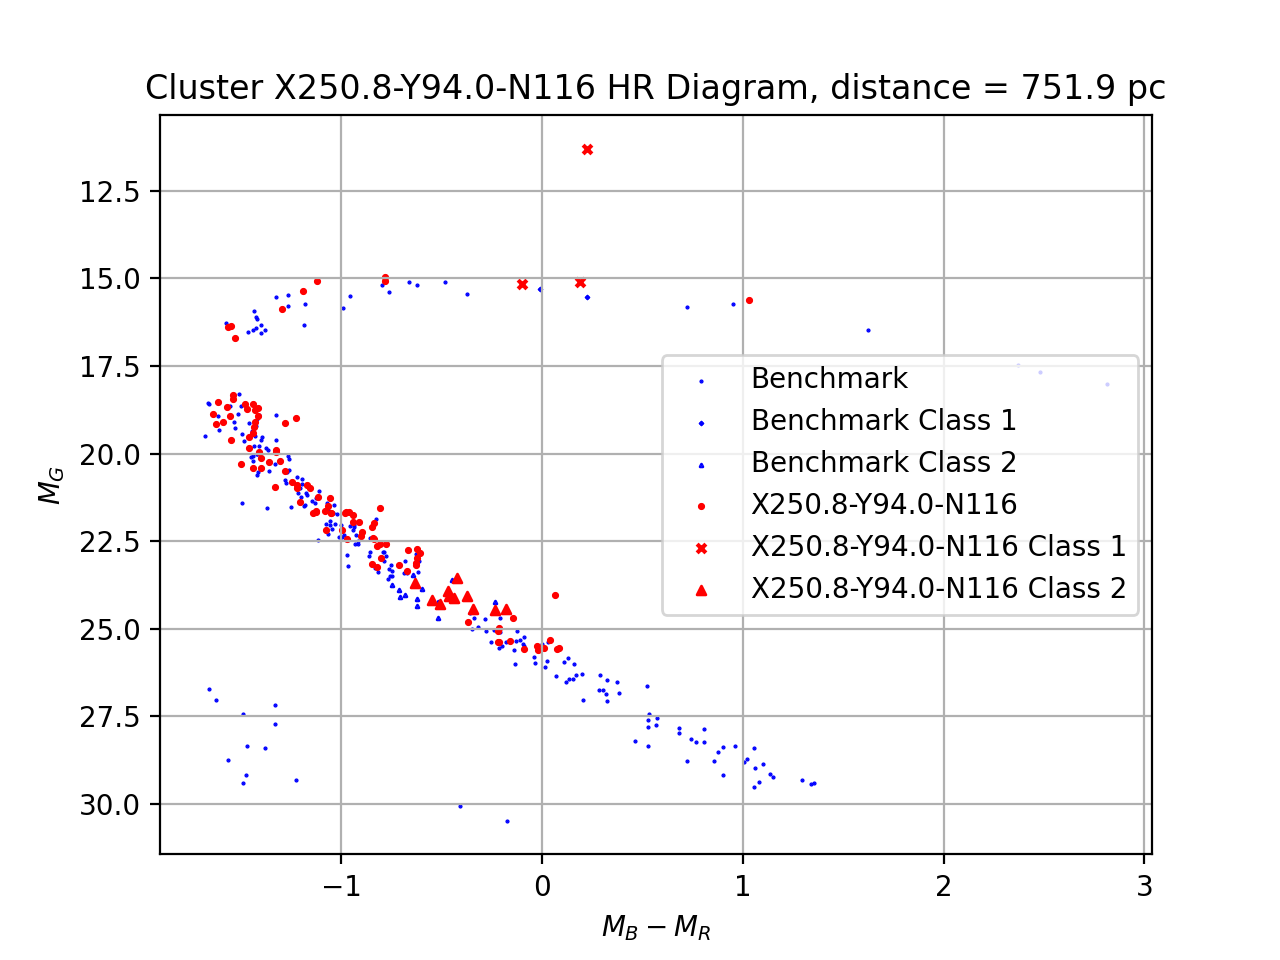 Cluster X250.8-Y94.0-N116 HR Diagram, distance = 751.9 pc
12.5
15.0
17.5
20.0
22.5
25.0
27.5
30.0
M_G
Benchmark
Benchmark Class 1
Benchmark Class 2
X250.8-Y94.0-N116
X250.8-Y94.0-N116 Class 1
X250.8-Y94.0-N116 Class 2
−1 0 1 2 3
M_B − M_R